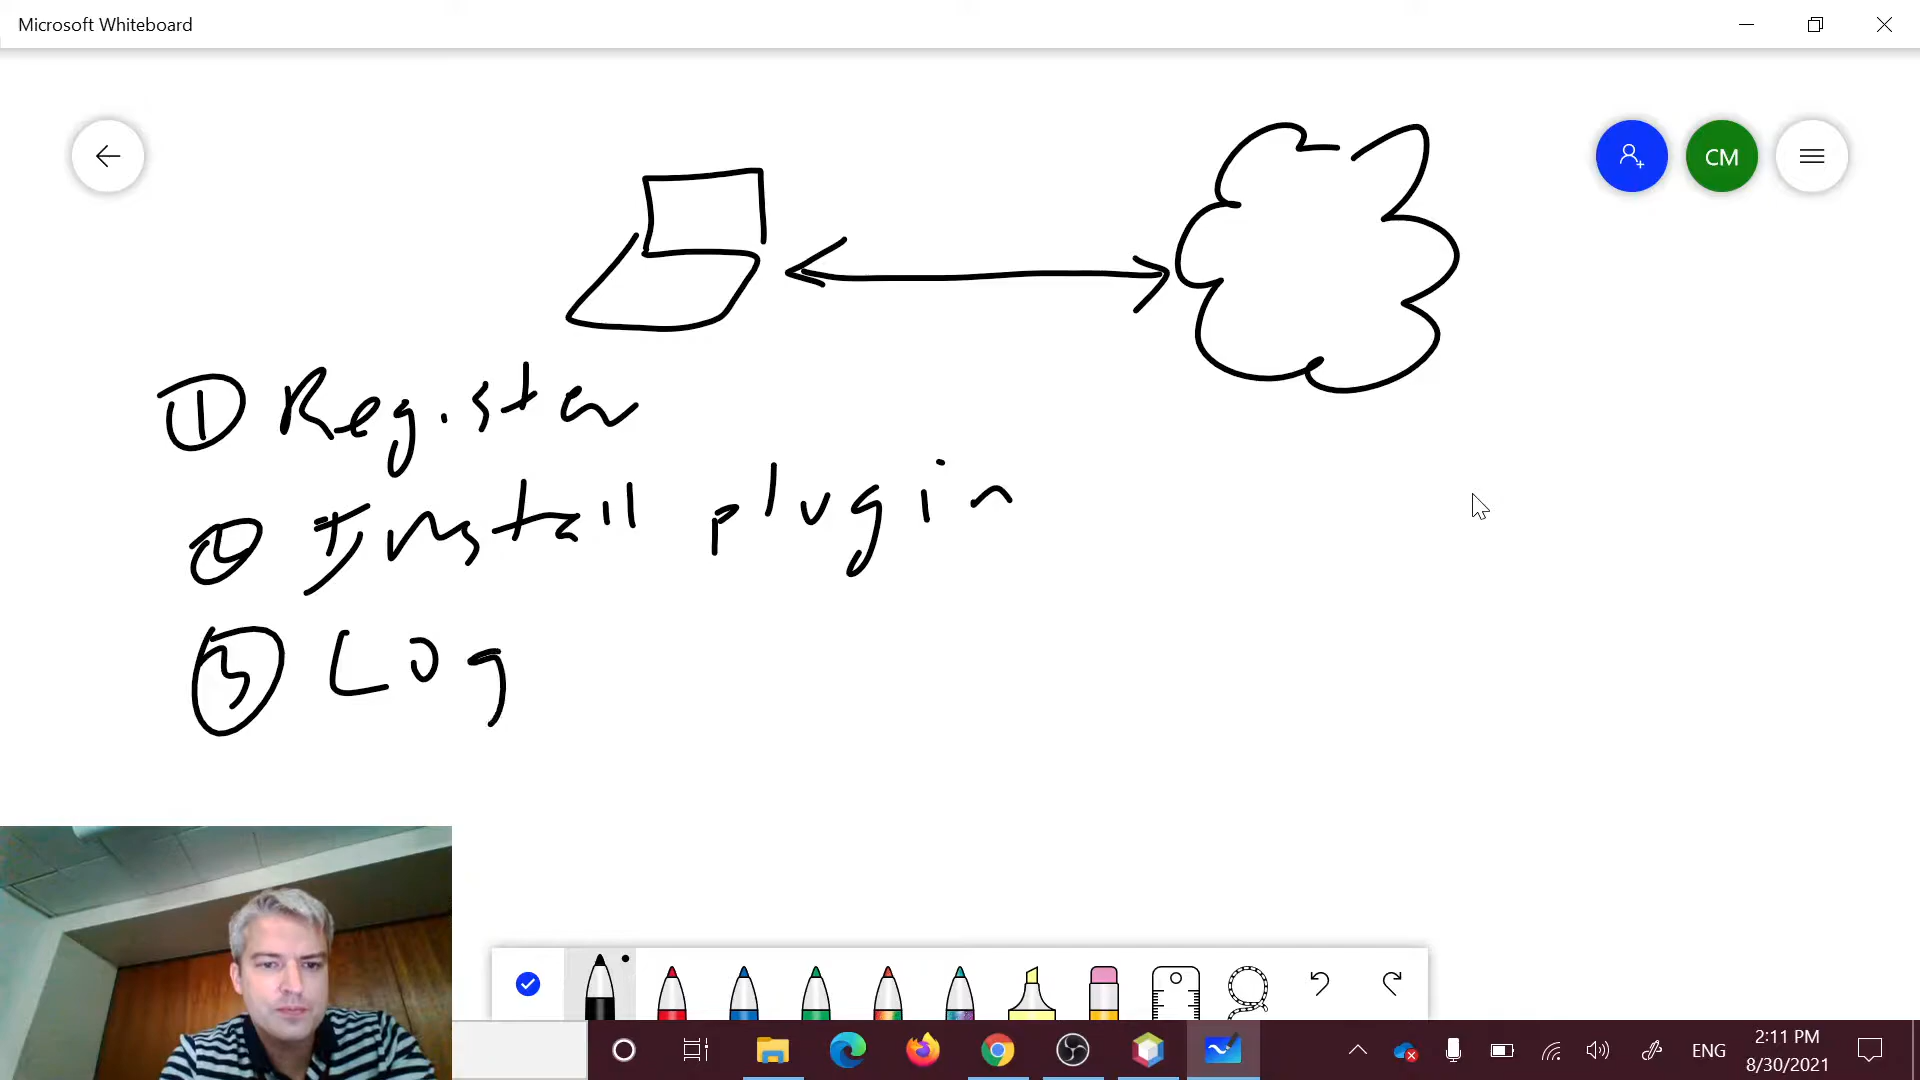 Microsoft Whiteboard
CM
① Register
② Install plugin
③ Log
ENG
2:11 PM
8/30/2021